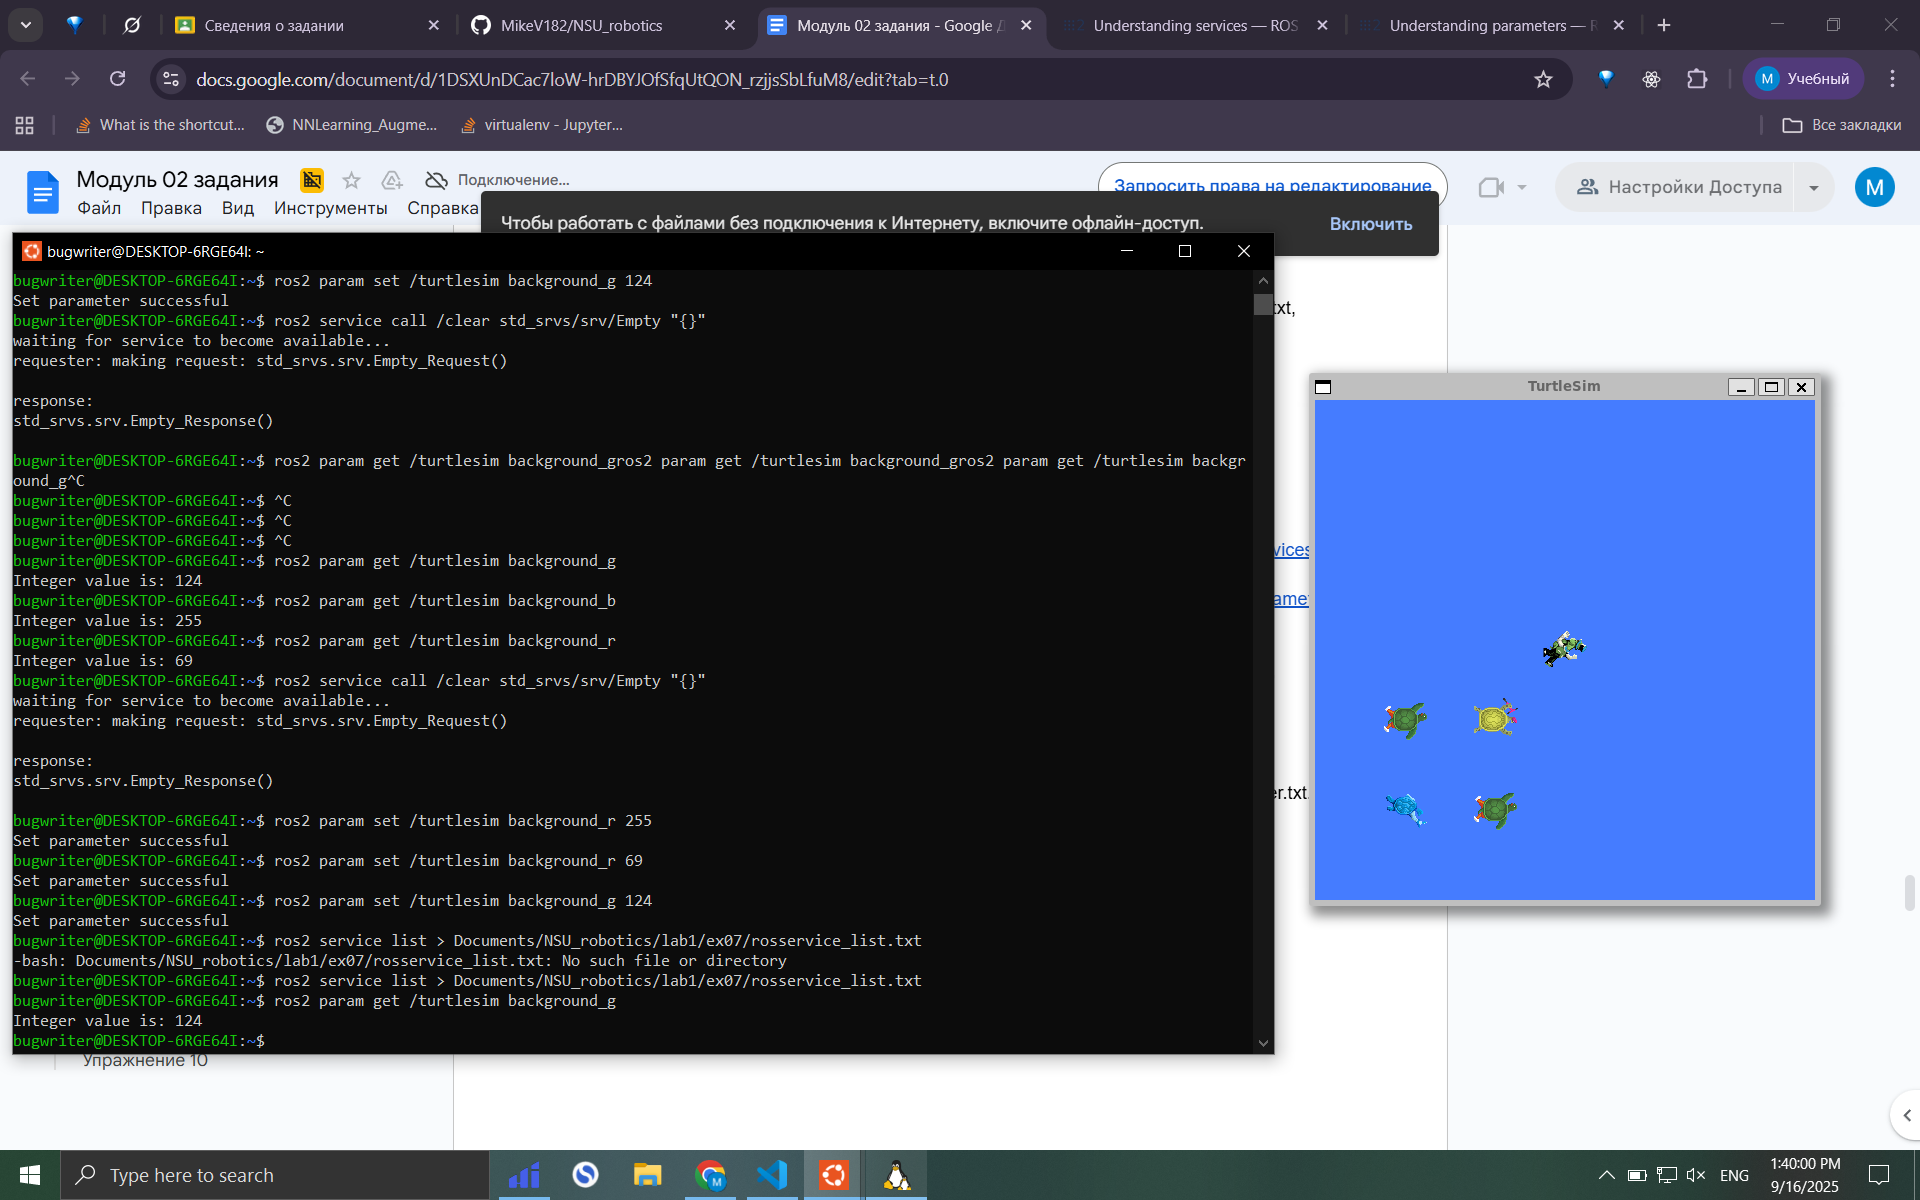 Сведения о задании
MikeV182/NSU_robotics
Модуль 02 задания - Google Д
Understanding services — ROS
Understanding parameters — R
docs.google.com/document/d/1DSXUnDCac7loW-hrDBYJOfSfqUtQON_rzjjsSbLfuM8/edit?tab=t.0
M Учебный
What is the shortcut...
NNLearning_Augme...
virtualenv - Jupyter...
Все закладки
Модуль 02 задания
Подключение...
Запросить права на редактирование
Настройки Доступа
M
Файл Правка Вид Инструменты Справка
Чтобы работать с файлами без подключения к Интернету, включите офлайн-доступ.
Включить
bugwriter@DESKTOP-6RGE64I: ~
bugwriter@DESKTOP-6RGE64I:~$ ros2 param set /turtlesim background_g 124
Set parameter successful
bugwriter@DESKTOP-6RGE64I:~$ ros2 service call /clear std_srvs/srv/Empty "{}"
waiting for service to become available...
requester: making request: std_srvs.srv.Empty_Request()
response:
std_srvs.srv.Empty_Response()
bugwriter@DESKTOP-6RGE64I:~$ ros2 param get /turtlesim background_gros2 param get /turtlesim background_gros2 param get /turtlesim backgr
ound_g^C
bugwriter@DESKTOP-6RGE64I:~$ ^C
bugwriter@DESKTOP-6RGE64I:~$ ^C
bugwriter@DESKTOP-6RGE64I:~$ ^C
bugwriter@DESKTOP-6RGE64I:~$ ros2 param get /turtlesim background_g
Integer value is: 124
bugwriter@DESKTOP-6RGE64I:~$ ros2 param get /turtlesim background_b
Integer value is: 255
bugwriter@DESKTOP-6RGE64I:~$ ros2 param get /turtlesim background_r
Integer value is: 69
bugwriter@DESKTOP-6RGE64I:~$ ros2 service call /clear std_srvs/srv/Empty "{}"
waiting for service to become available...
requester: making request: std_srvs.srv.Empty_Request()
response:
std_srvs.srv.Empty_Response()
bugwriter@DESKTOP-6RGE64I:~$ ros2 param set /turtlesim background_r 255
Set parameter successful
bugwriter@DESKTOP-6RGE64I:~$ ros2 param set /turtlesim background_r 69
Set parameter successful
bugwriter@DESKTOP-6RGE64I:~$ ros2 param set /turtlesim background_g 124
Set parameter successful
bugwriter@DESKTOP-6RGE64I:~$ ros2 service list > Documents/NSU_robotics/lab1/ex07/rosservice_list.txt
-bash: Documents/NSU_robotics/lab1/ex07/rosservice_list.txt: No such file or directory
bugwriter@DESKTOP-6RGE64I:~$ ros2 service list > Documents/NSU_robotics/lab1/ex07/rosservice_list.txt
bugwriter@DESKTOP-6RGE64I:~$ ros2 param get /turtlesim background_g
Integer value is: 124
bugwriter@DESKTOP-6RGE64I:~$
xt,
vices
amet
er.txt.
TurtleSim
Упражнение 10
Type here to search
M
ENG
1:40:00 PM
9/16/2025